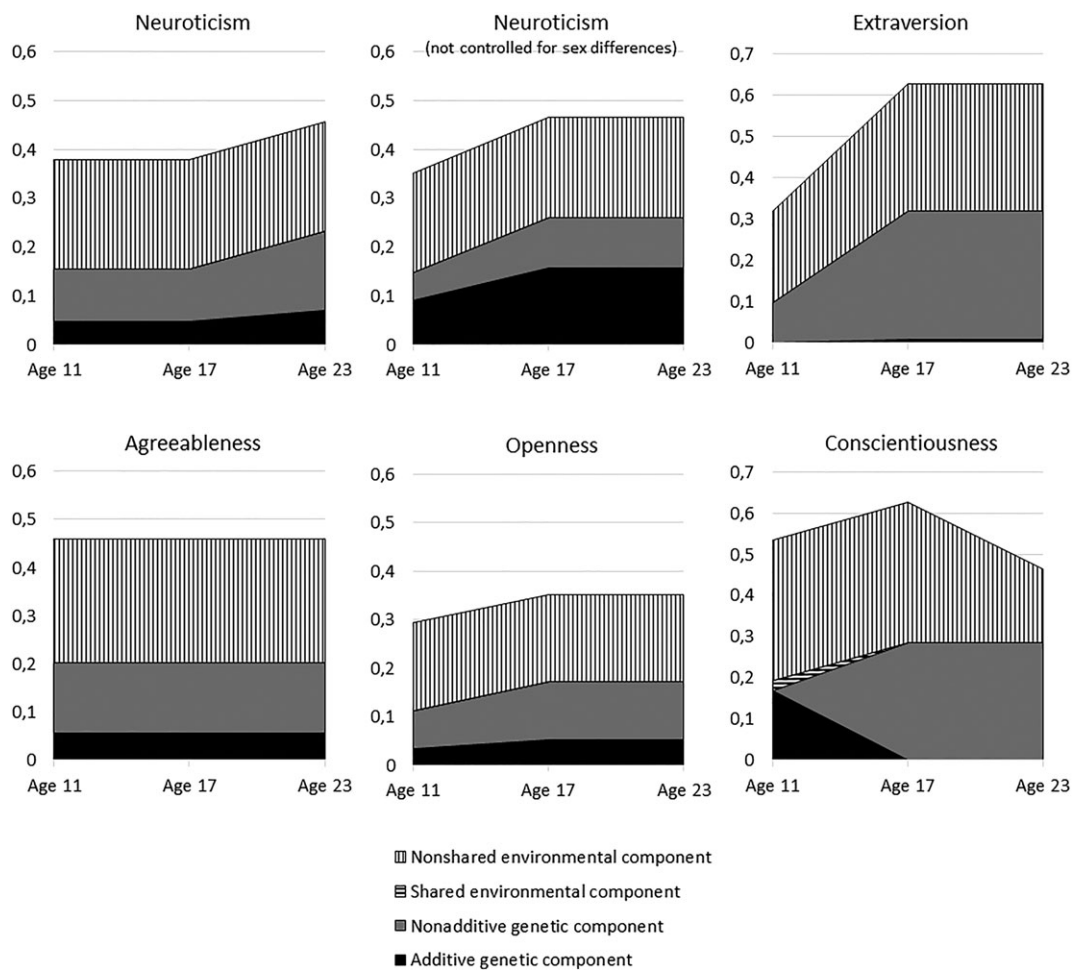 Neuroticism
0,6
0,5
0,4
0,3
0,2
0,1
0
Age 11 Age 17 Age 23
Neuroticism
(not controlled for sex differences)
0,6
0,5
0,4
0,3
0,2
0,1
0
Age 11 Age 17 Age 23
Extraversion
0,7
0,6
0,5
0,4
0,3
0,2
0,1
0
Age 11 Age 17 Age 23
Agreeableness
0,6
0,5
0,4
0,3
0,2
0,1
0
Age 11 Age 17 Age 23
Openness
0,6
0,5
0,4
0,3
0,2
0,1
0
Age 11 Age 17 Age 23
Conscientiousness
0,7
0,6
0,5
0,4
0,3
0,2
0,1
0
Age 11 Age 17 Age 23
Nonshared environmental component
Shared environmental component
Nonadditive genetic component
Additive genetic component